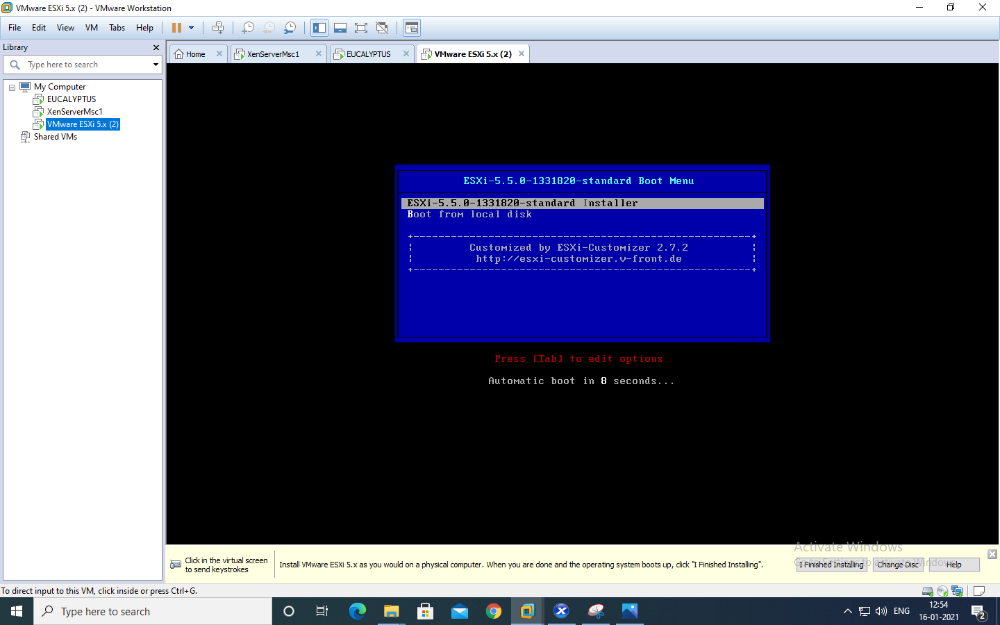 VMware ESXi 5.x (2) - VMware Workstation
File Edit View VM Tabs Help
Library
Type here to search
My Computer
EUCALYPTUS
XenServerMsc1
VMware ESXi 5.x (2)
Shared VMs
Home XenServerMsc1 EUCALYPTUS VMware ESXi 5.x (2)
ESXi-5.5.0-1331820-standard Boot Menu
ESXi-5.5.0-1331820-standard Installer
Boot from local disk
Customized by ESXi-Customizer 2.7.2
http://esxi-customizer.v-front.de
Press [Tab] to edit options
Automatic boot in 8 seconds...
Activate Windows
Go to Settings to activate Windows.
Click in the virtual screen
to send keystrokes
Install VMware ESXi 5.x as you would on a physical computer. When you are done and the operating system boots up, click "I Finished Installing".
I Finished Installing Change Disc Help
To direct input to this VM, click inside or press Ctrl+G.
Type here to search
ENG
12:54
16-01-2021
2